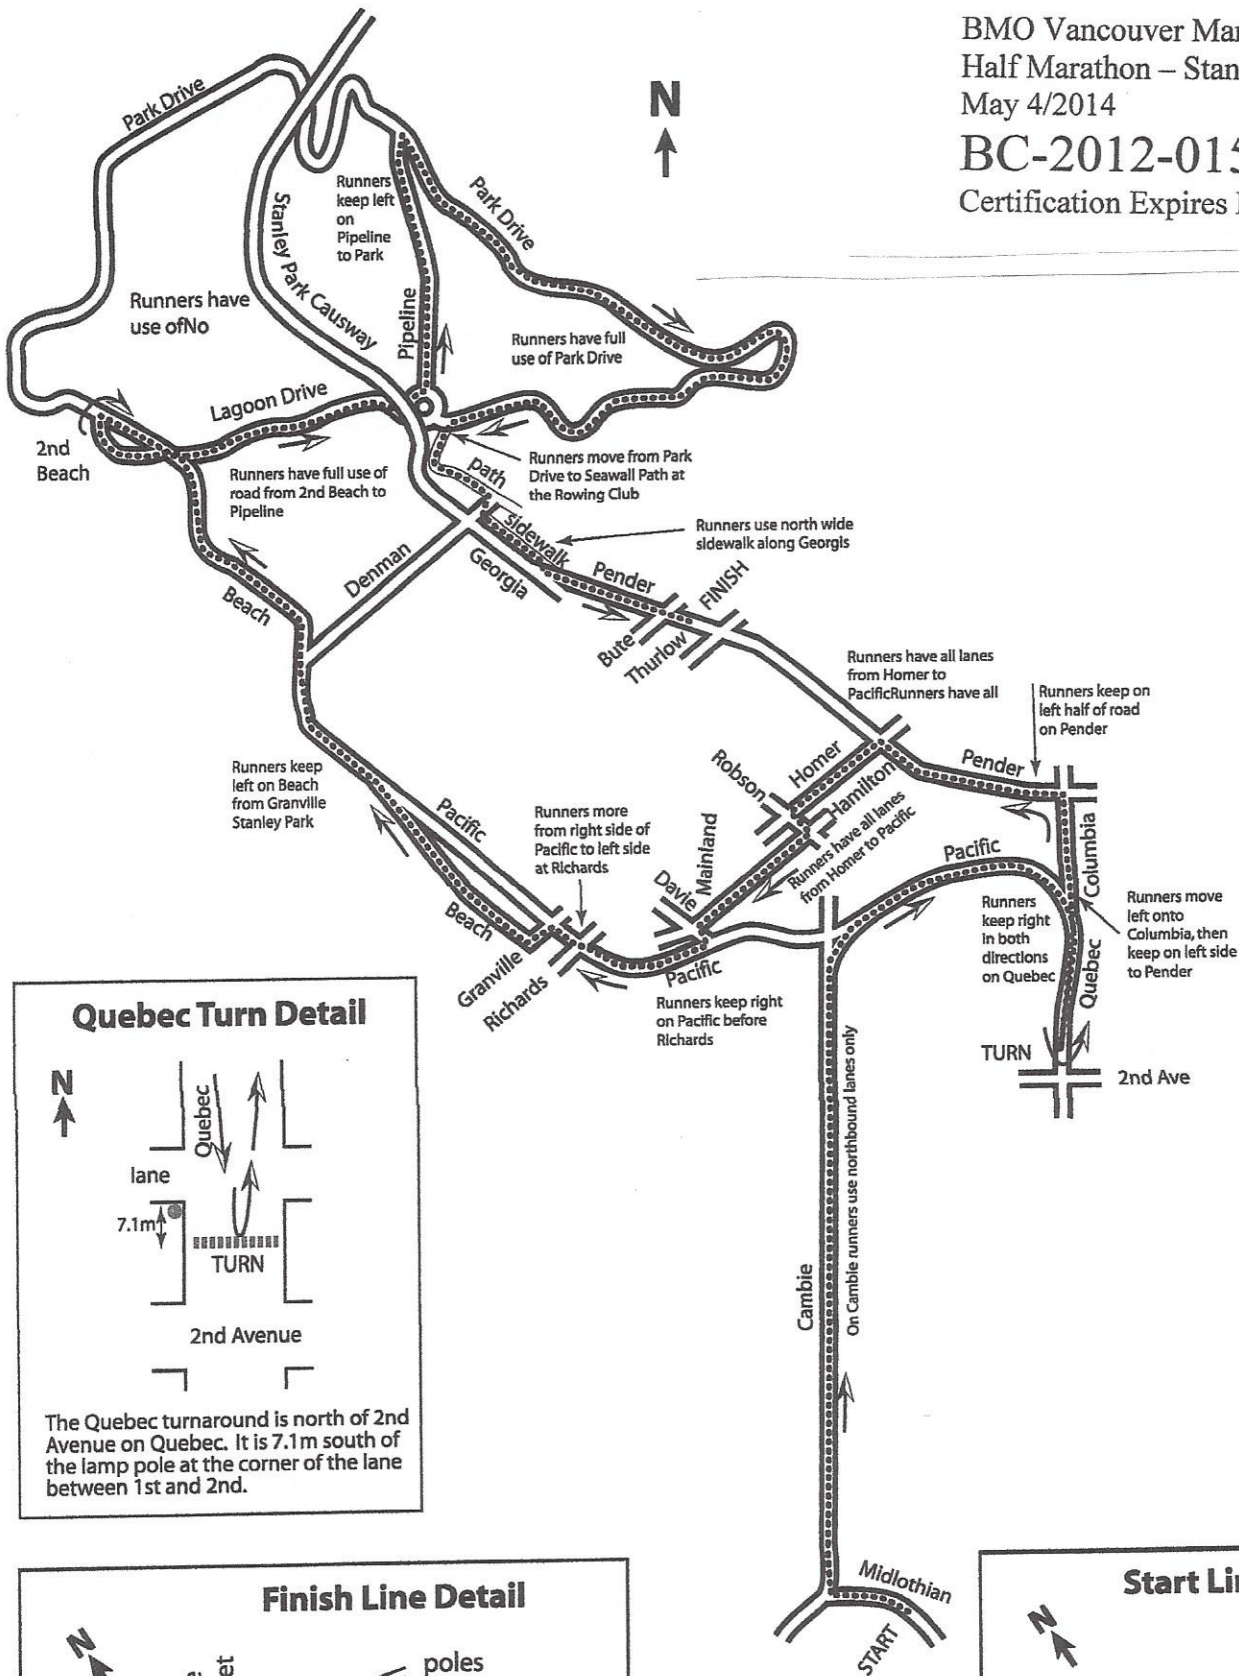 BMO Vancouver
Half Marathon –
May 4/2014
BC-2012-015
Certification Expires
N
Park Drive
Stanley Park Causway
Runners
keep left
on
Pipeline
to Park
Park Drive
Runners have
use ofNo
Pipeline
Runners have full
use of Park Drive
Lagoon Drive
2nd
Beach
Runners have full use of
road from 2nd Beach to
Pipeline
path
Runners move from Park
Drive to Seawall Path at
the Rowing Club
sidewalk
Runners use north wide
sidewalk along Georgis
Denman
Georgia
Pender
FINISH
Beach
Bute
Thurlow
Runners have all lanes
from Homer to
PacificRunners have all
Runners keep on
left half of road
on Pender
Robson
Homer
Hamilton
Pender
Runners keep
left on Beach
from Granville
Stanley Park
Pacific
Runners more
from right side of
Pacific to left side
at Richards
Mainland
Davie
Runners have all lanes
from Homer to Pacific
Pacific
Columbia
Runners
keep right
in both
directions
on Quebec
Runners move
left onto
Columbia, then
keep on left side
to Pender
Beach
Granville
Richards
Pacific
Runners keep right
on Pacific before
Richards
Quebec
TURN
2nd Ave
Cambie
On Cambie runners use northbound lanes only
Midlothian
START
Quebec Turn Detail
N
Quebec
lane
7.1m
TURN
2nd Avenue
The Quebec turnaround is north of 2nd
Avenue on Quebec. It is 7.1m south of
the lamp pole at the corner of the lane
between 1st and 2nd.
Finish Line Detail
N
poles
Start
N